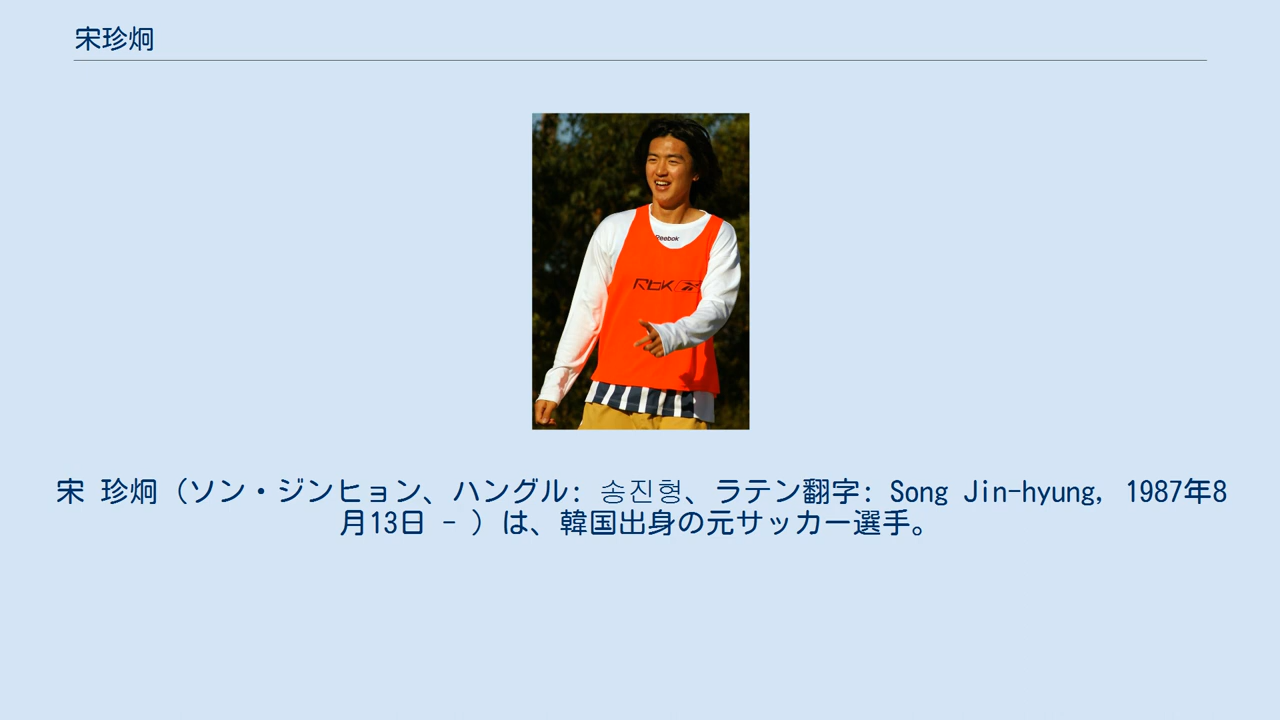 宋珍炯
Reebok
Rbk
宋 珍炯（ソン・ジンヒョン、ハングル: 송진형、ラテン翻字: Song Jin-hyung, 1987年8
月13日 - ）は、韓国出身の元サッカー選手。